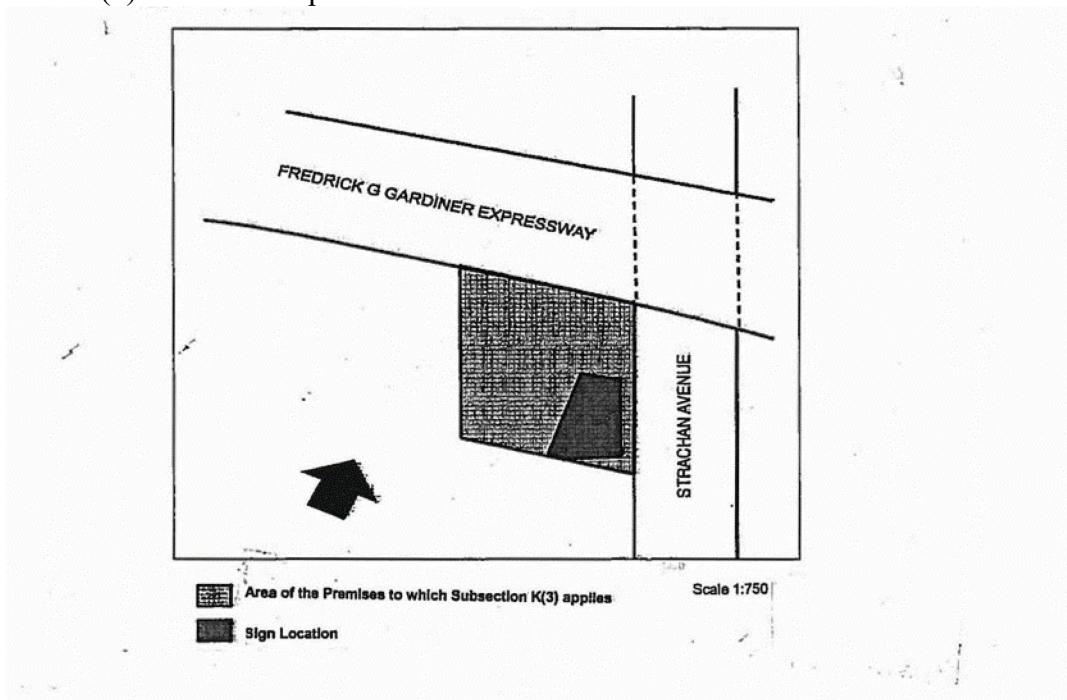 FREDRICK G GARDINER EXPRESSWAY
STRACHAN AVENUE
Area of the Premises to which Subsection K(3) applies
Scale 1:750
Sign Location